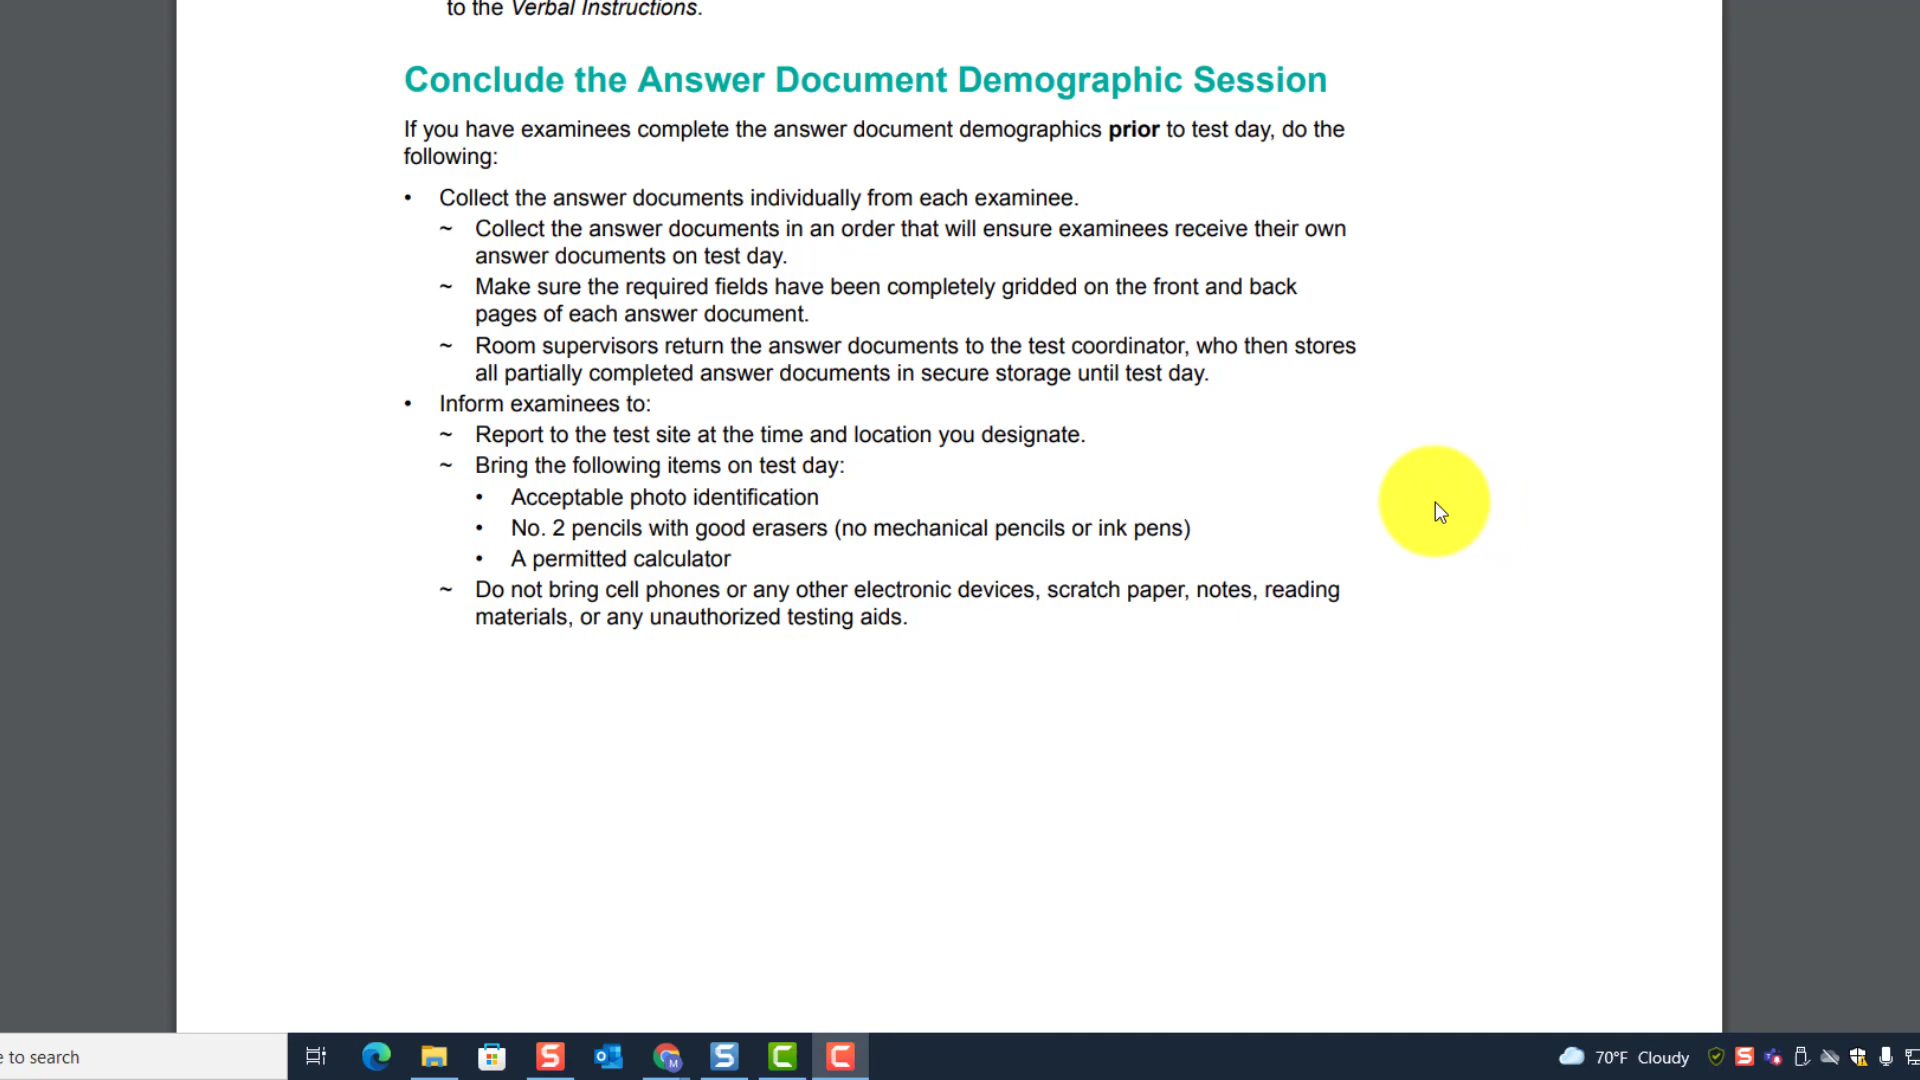 to the Verbal Instructions.
Conclude the Answer Document Demographic Session
If you have examinees complete the answer document demographics prior to test day, do the
following:
• Collect the answer documents individually from each examinee.
~ Collect the answer documents in an order that will ensure examinees receive their own
answer documents on test day.
~ Make sure the required fields have been completely gridded on the front and back
pages of each answer document.
~ Room supervisors return the answer documents to the test coordinator, who then stores
all partially completed answer documents in secure storage until test day.
• Inform examinees to:
~ Report to the test site at the time and location you designate.
~ Bring the following items on test day:
• Acceptable photo identification
• No. 2 pencils with good erasers (no mechanical pencils or ink pens)
• A permitted calculator
~ Do not bring cell phones or any other electronic devices, scratch paper, notes, reading
materials, or any unauthorized testing aids.
e to search
70°F Cloudy